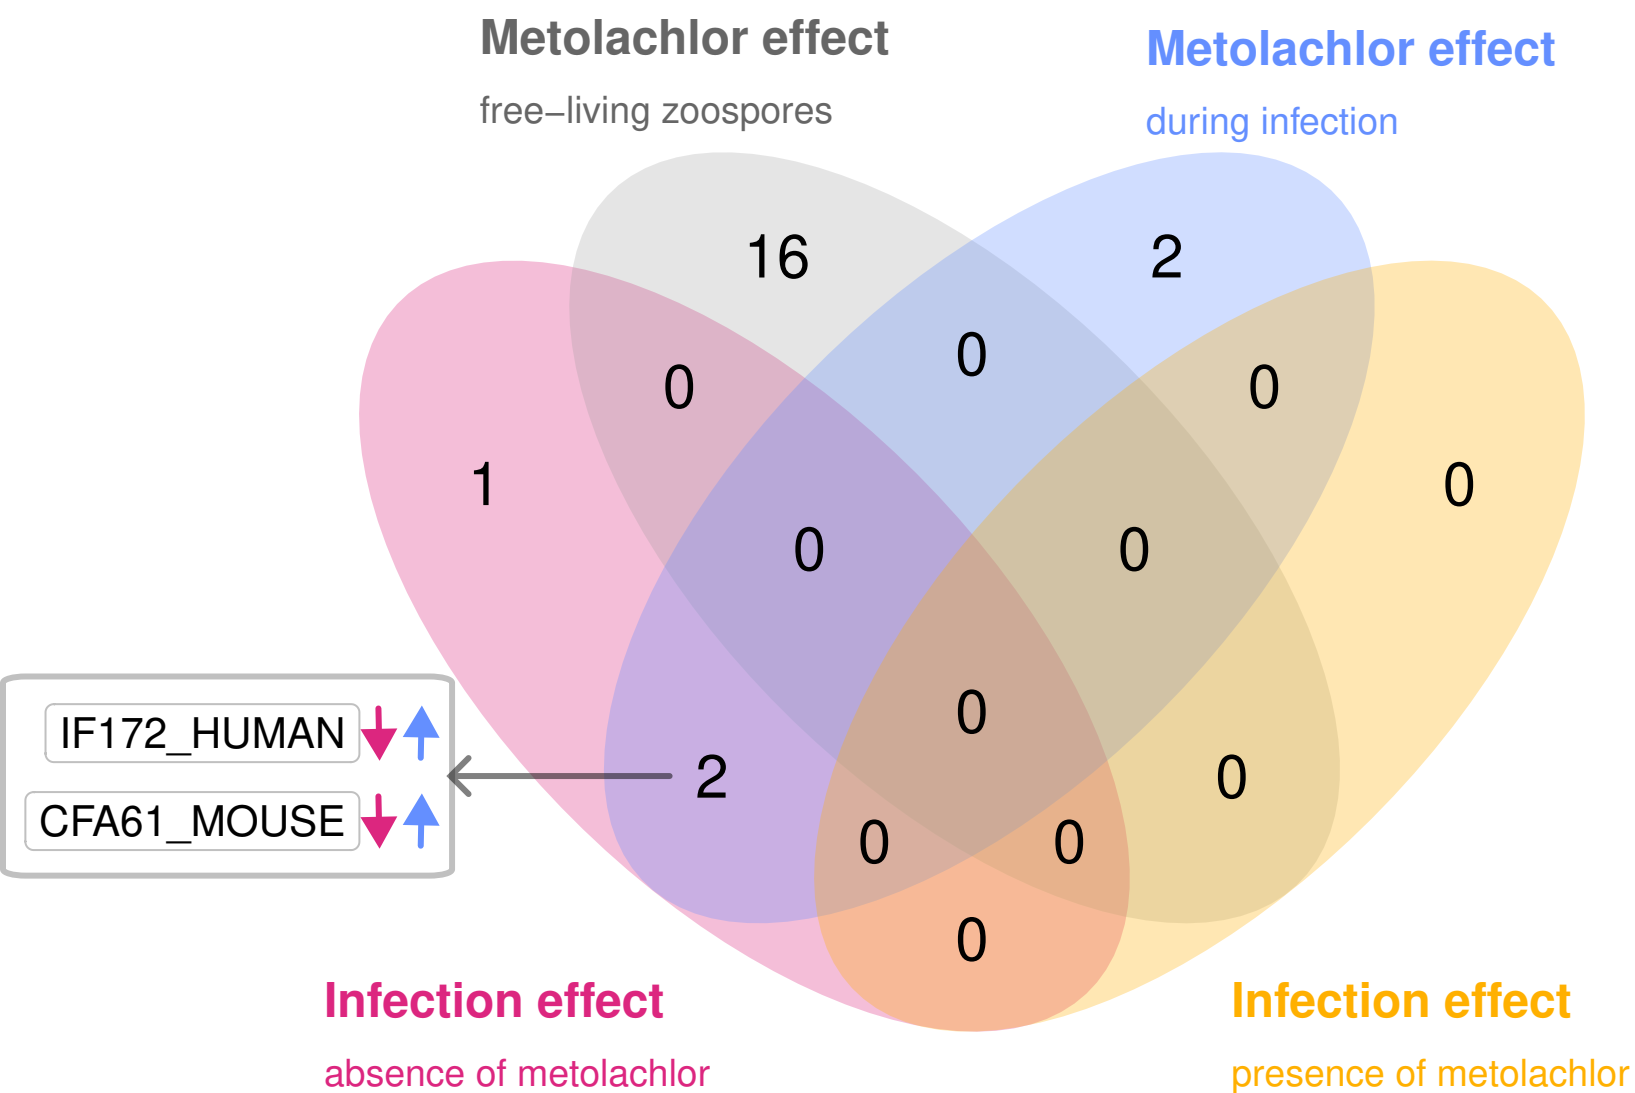 Metolachlor effect
free−living zoospores
Metolachlor effect
during infection
16
2
0
0
0
1
0
0
0
IF172_HUMAN
CFA61_MOUSE
2
0
0
0
0
0
Infection effect
absence of metolachlor
Infection effect
presence of metolachlor